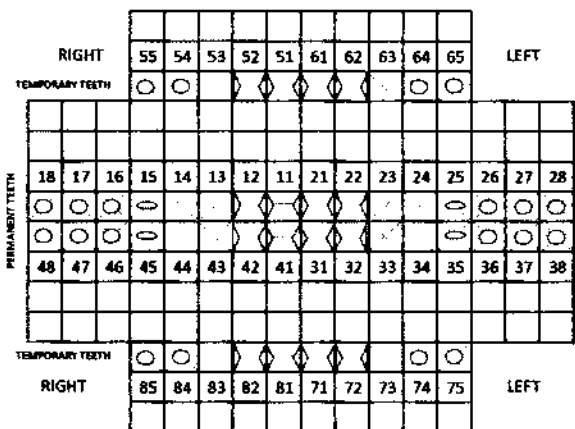 RIGHT 55 54 53 52 51 61 62 63 64 65 LEFT
TEMPORARY TEETH
18 17 16 15 14 13 12 11 21 22 23 24 25 26 27 28
PERMANENT TEETH
48 47 46 45 44 43 42 41 31 32 33 34 35 36 37 38
TEMPORARY TEETH
RIGHT 85 84 83 82 81 71 72 73 74 75 LEFT